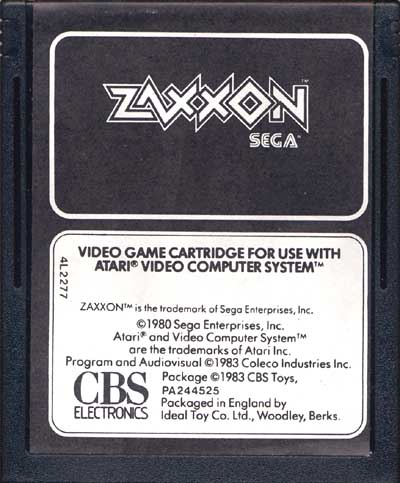 ZAXXON™
SEGA™
4L2277
VIDEO GAME CARTRIDGE FOR USE WITH
ATARI® VIDEO COMPUTER SYSTEM™
ZAXXON™ is the trademark of Sega Enterprises, Inc.
©1980 Sega Enterprises, Inc.
Atari® and Video Computer System™
are the trademarks of Atari Inc.
Program and Audiovisual ©1983 Coleco Industries Inc.
CBS
ELECTRONICS
Package ©1983 CBS Toys,
PA244525
Packaged in England by
Ideal Toy Co. Ltd., Woodley, Berks.